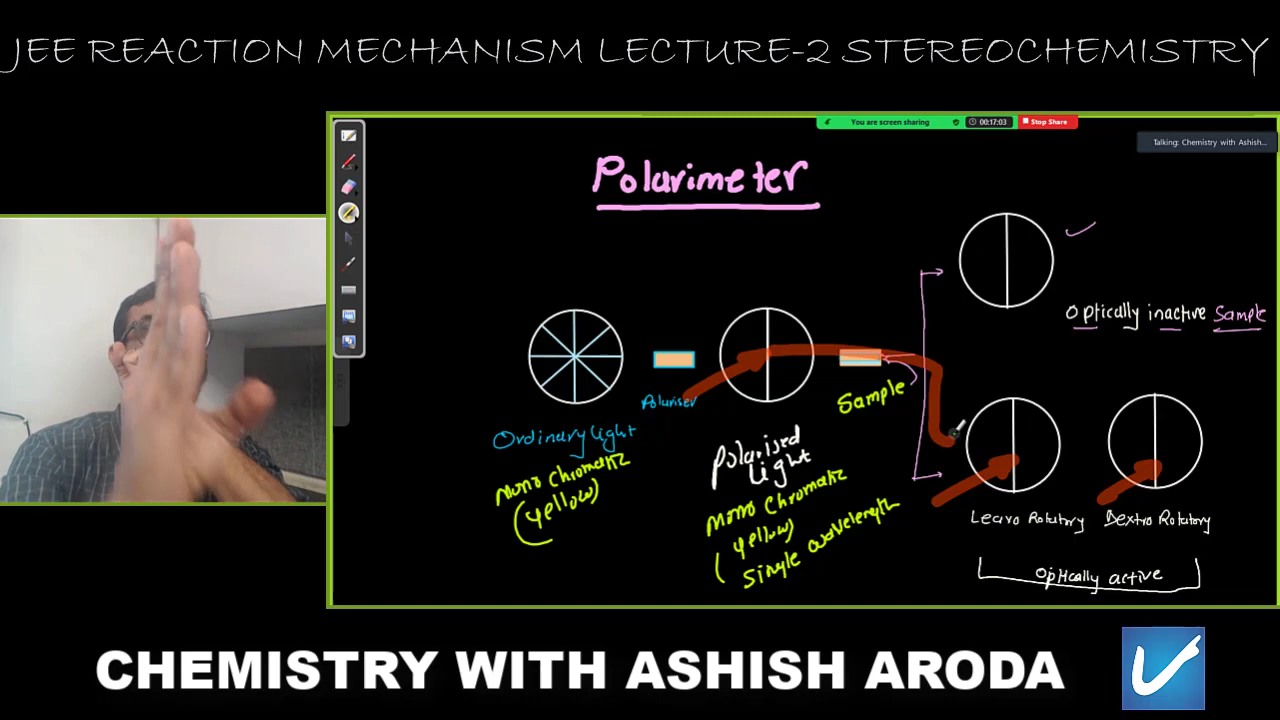 JEE REACTION MECHANISM LECTURE-2 STEREOCHEMISTRY
You are screen sharing
00:17:03
Stop Share
Talking: Chemistry with Ashish...
Polarimeter
Optically inactive Sample
Polariser
Sample
Ordinary light
Mono Chromatic
(Yellow)
Polarised
Light
Mono Chromatic
(Yellow)
Single wavelength
Leavo Rotatory
Dextro Rotatory
Optically active
CHEMISTRY WITH ASHISH ARODA